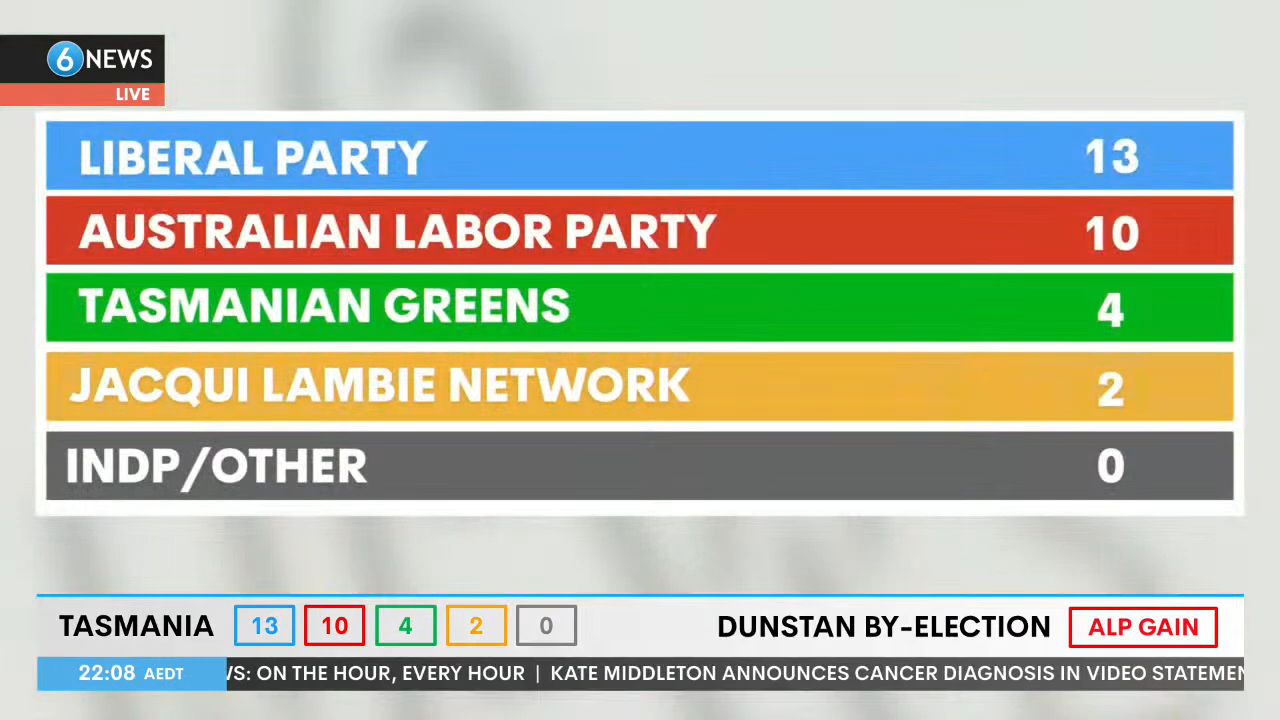 6 NEWS
LIVE
LIBERAL PARTY 13
AUSTRALIAN LABOR PARTY 10
TASMANIAN GREENS 4
JACQUI LAMBIE NETWORK 2
INDP/OTHER 0
TASMANIA 13 10 4 2 0 DUNSTAN BY-ELECTION ALP GAIN
22:08 AEDT ON THE HOUR, EVERY HOUR | KATE MIDDLETON ANNOUNCES CANCER DIAGNOSIS IN VIDEO STATEMEN